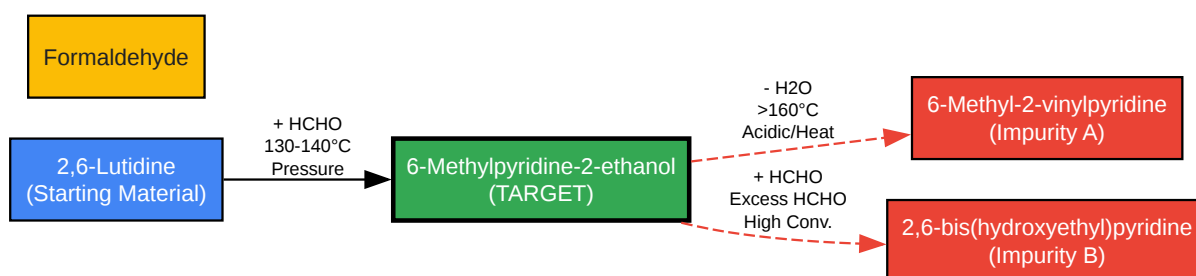 Formaldehyde
2,6-Lutidine
(Starting Material)
+ HCHO
130-140°C
Pressure
6-Methylpyridine-2-ethanol
(TARGET)
- H2O
>160°C
Acidic/Heat
6-Methyl-2-vinylpyridine
(Impurity A)
+ HCHO
Excess HCHO
High Conv.
2,6-bis(hydroxyethyl)pyridine
(Impurity B)